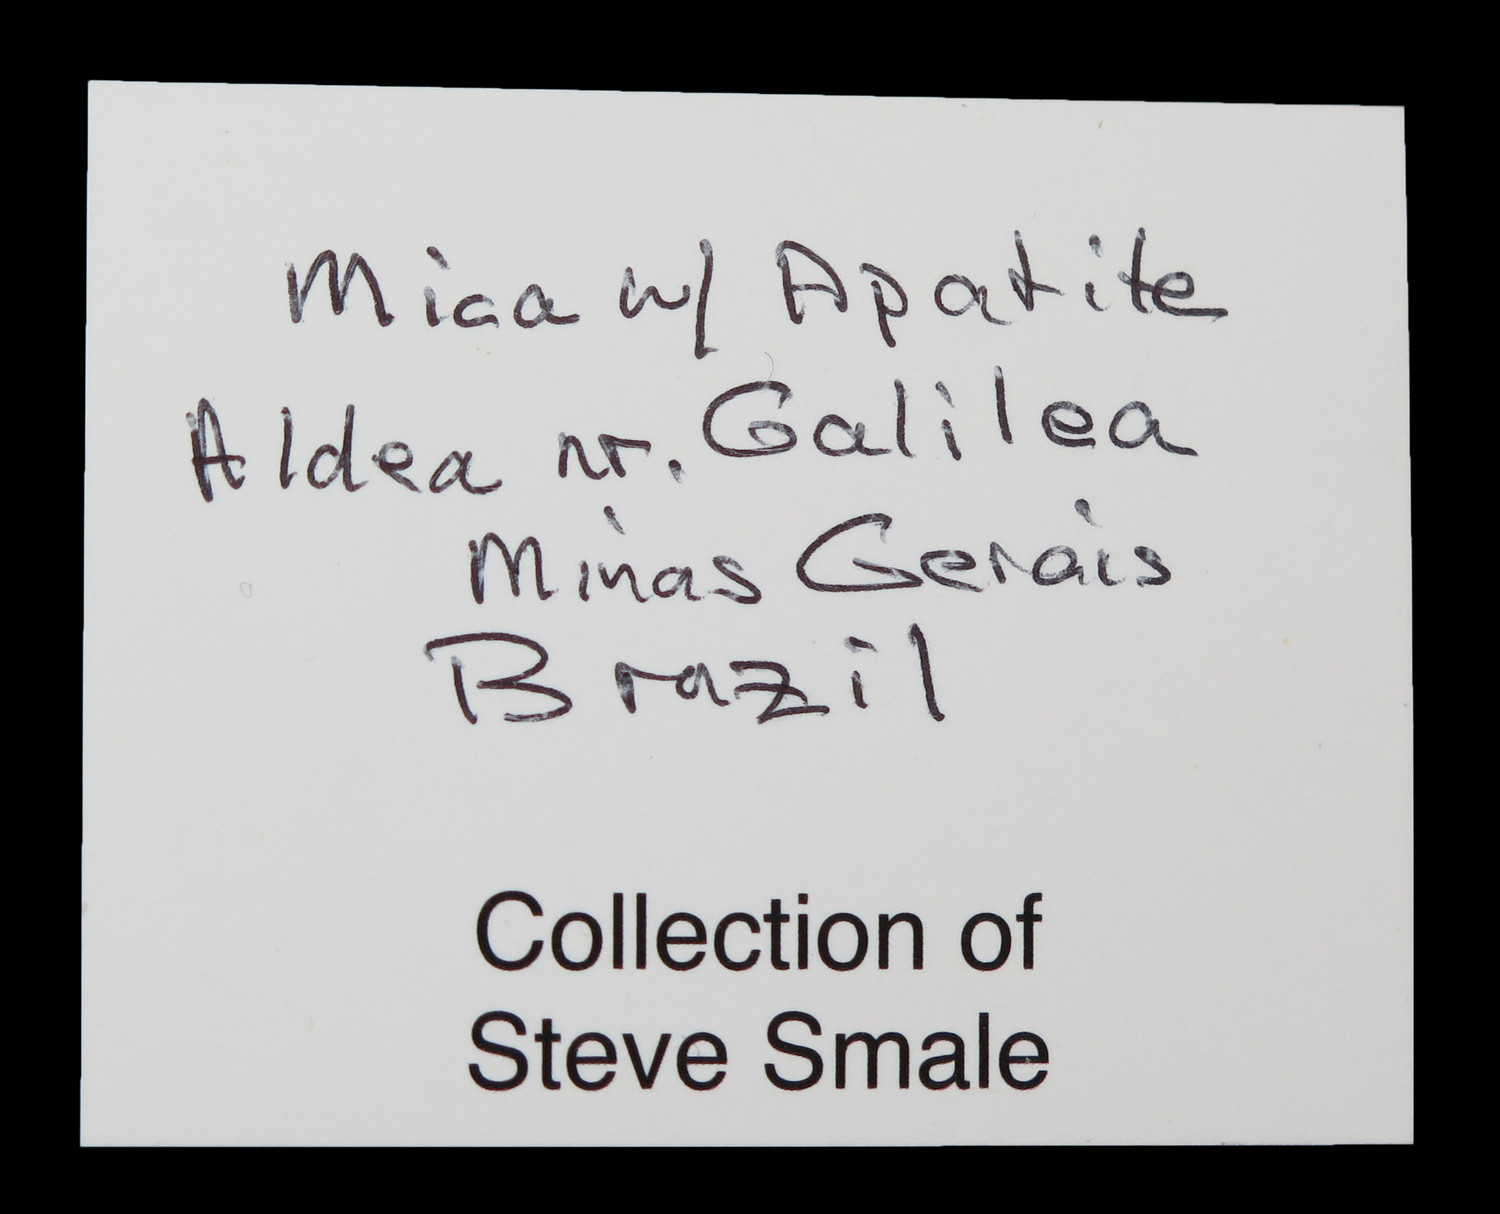 Mica w/ Apatite
Aldea nr. Galilea
Minas Gerais
Brazil
Collection of
Steve Smale